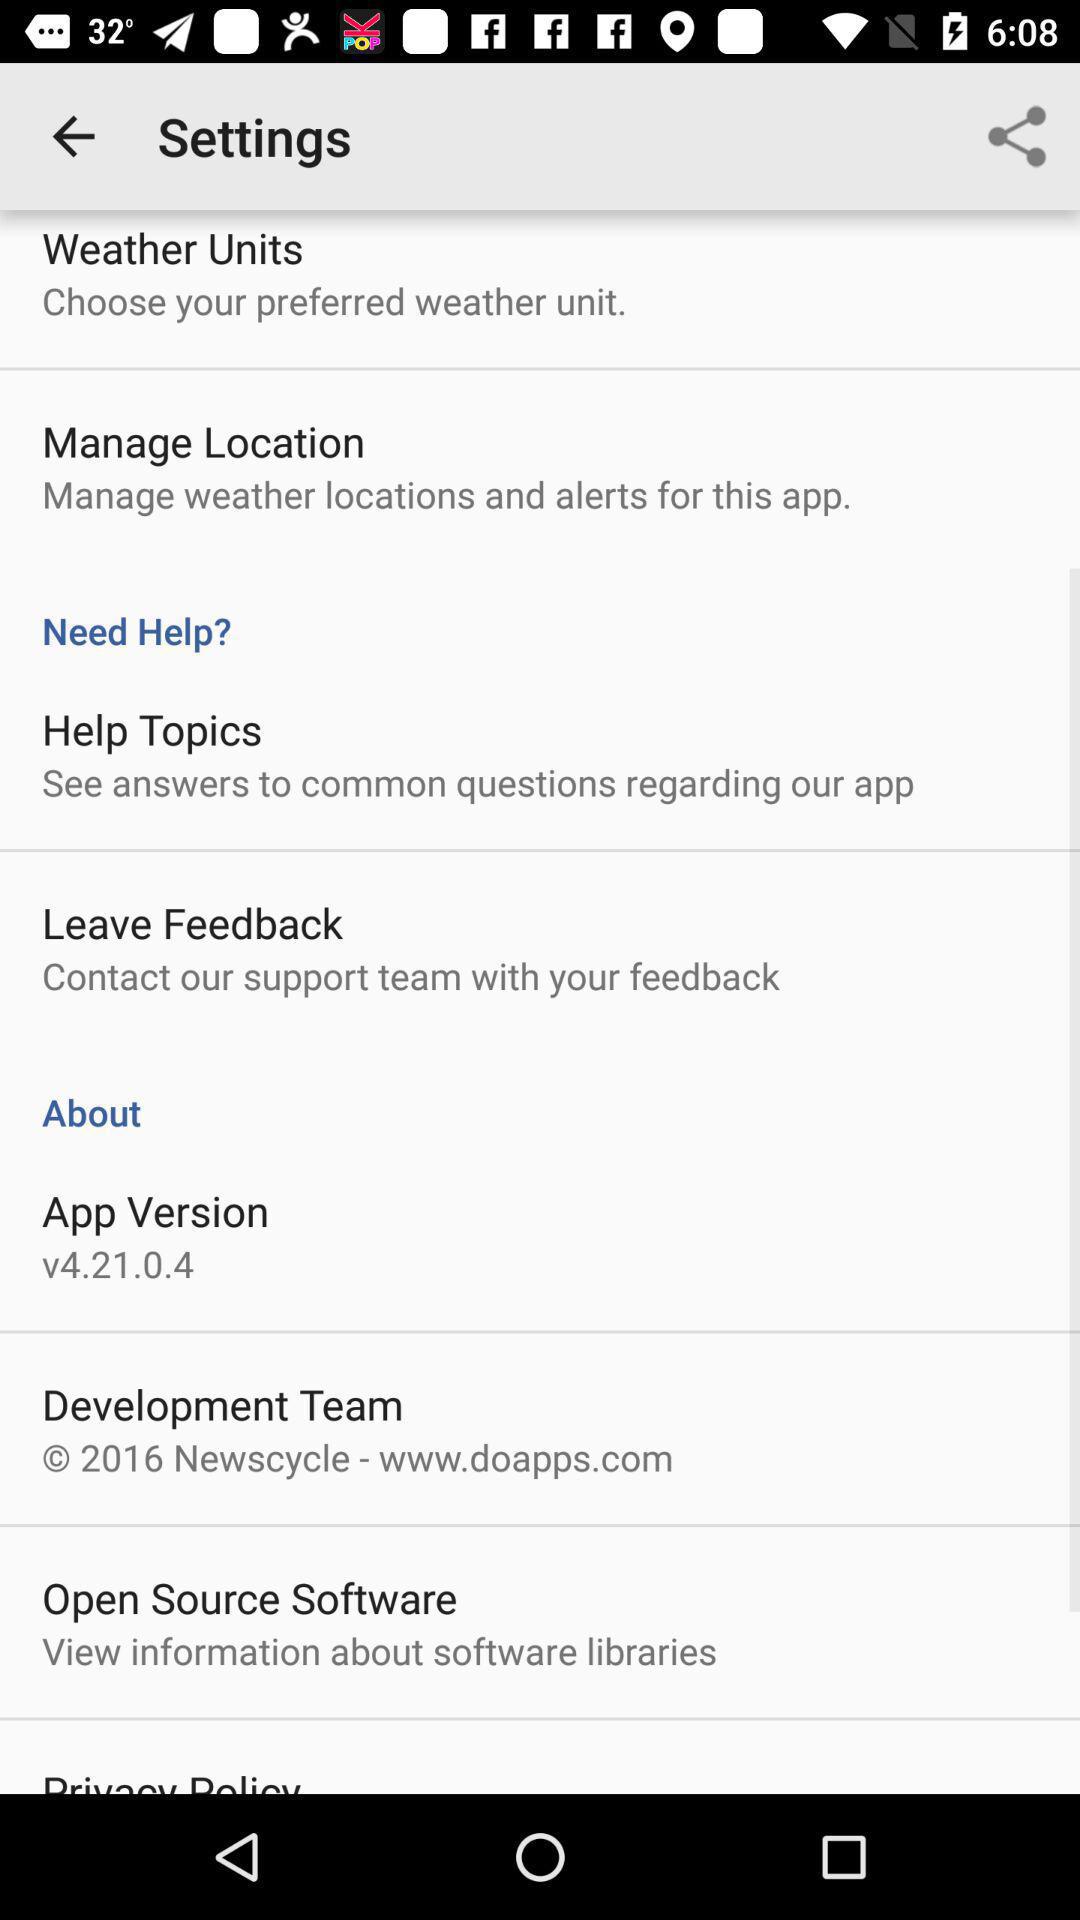 32° KPOP 6:08
Settings
Weather Units
Choose your preferred weather unit.
Manage Location
Manage weather locations and alerts for this app.
Need Help?
Help Topics
See answers to common questions regarding our app
Leave Feedback
Contact our support team with your feedback
About
App Version
v4.21.0.4
Development Team
© 2016 Newscycle - www.doapps.com
Open Source Software
View information about software libraries
Privacy Policy